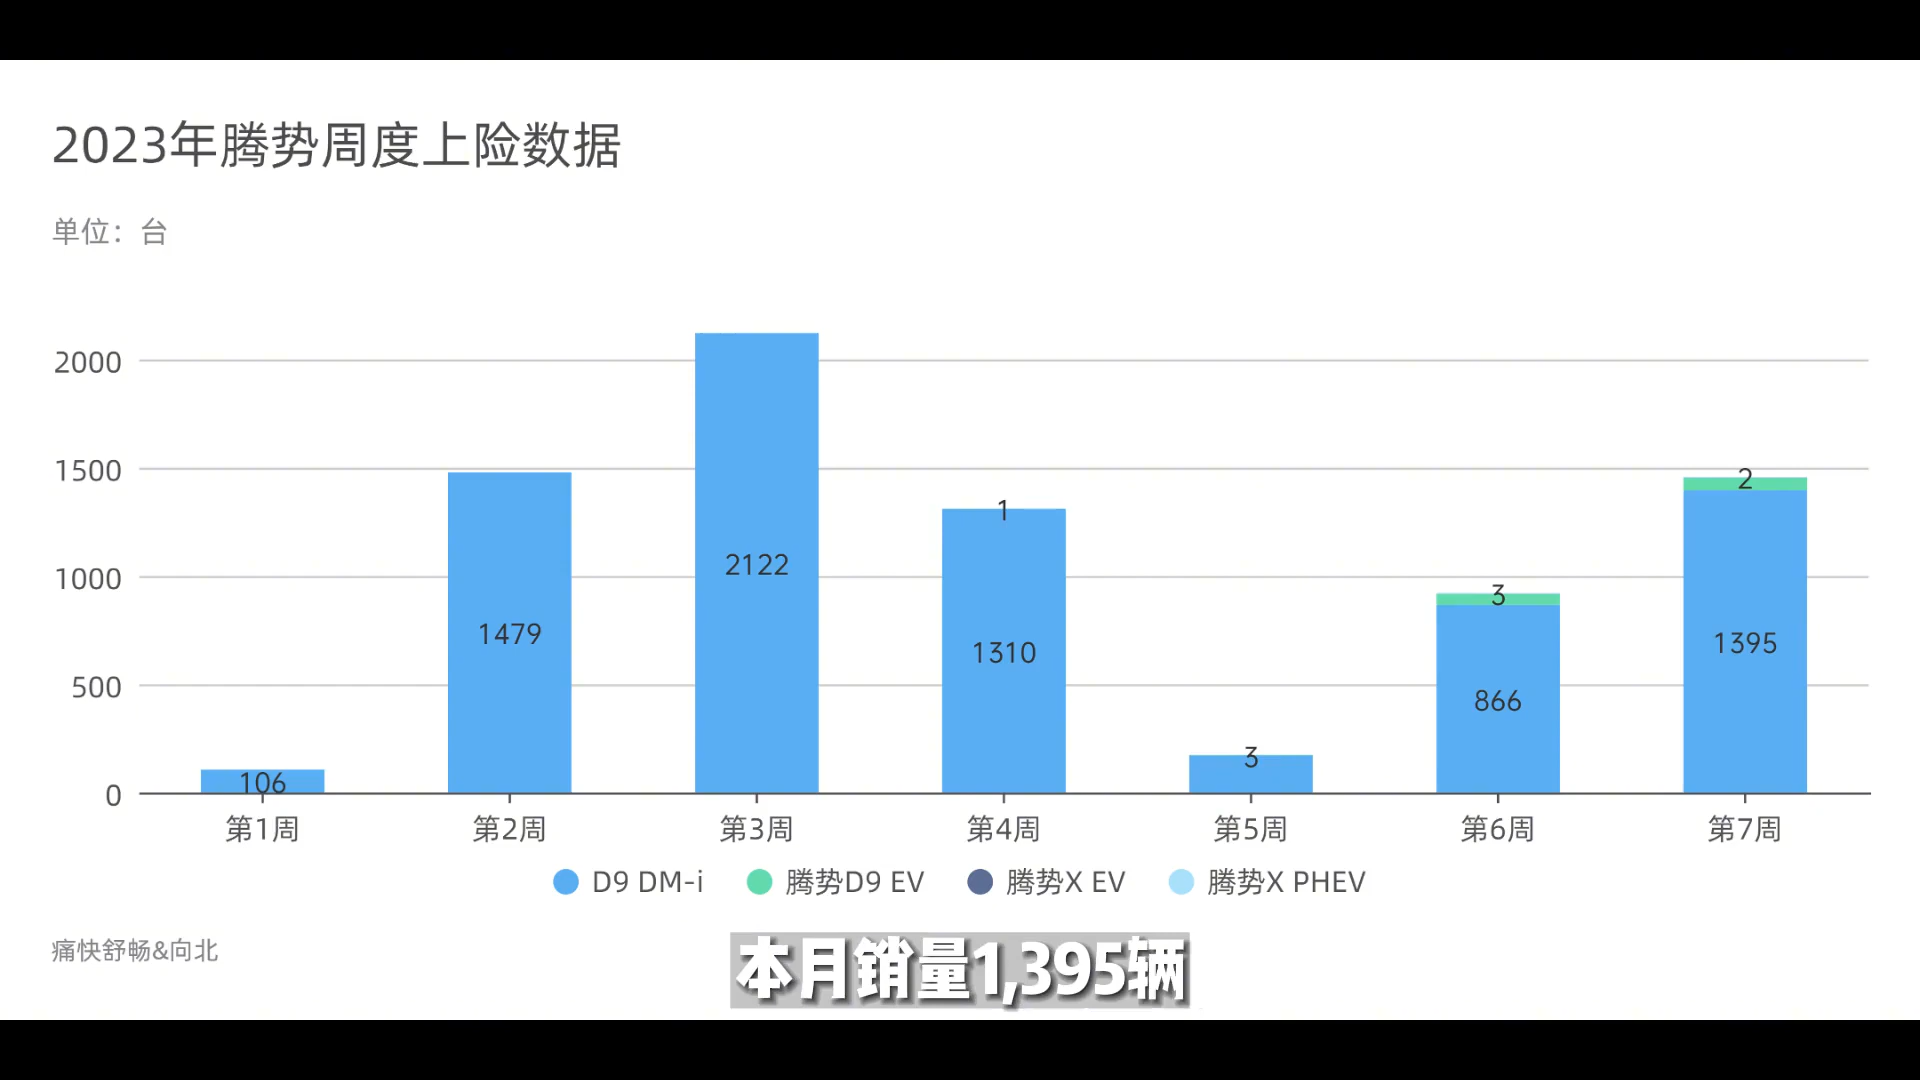 2023年腾势周度上险数据
单位：台
2000
1500
1000
500
0
106
1479
2122
1
1310
3
3
866
2
1395
第1周
第2周
第3周
第4周
第5周
第6周
第7周
D9 DM-i
腾势D9 EV
腾势X EV
腾势X PHEV
痛快舒畅&向北
本月銷量1,395辆